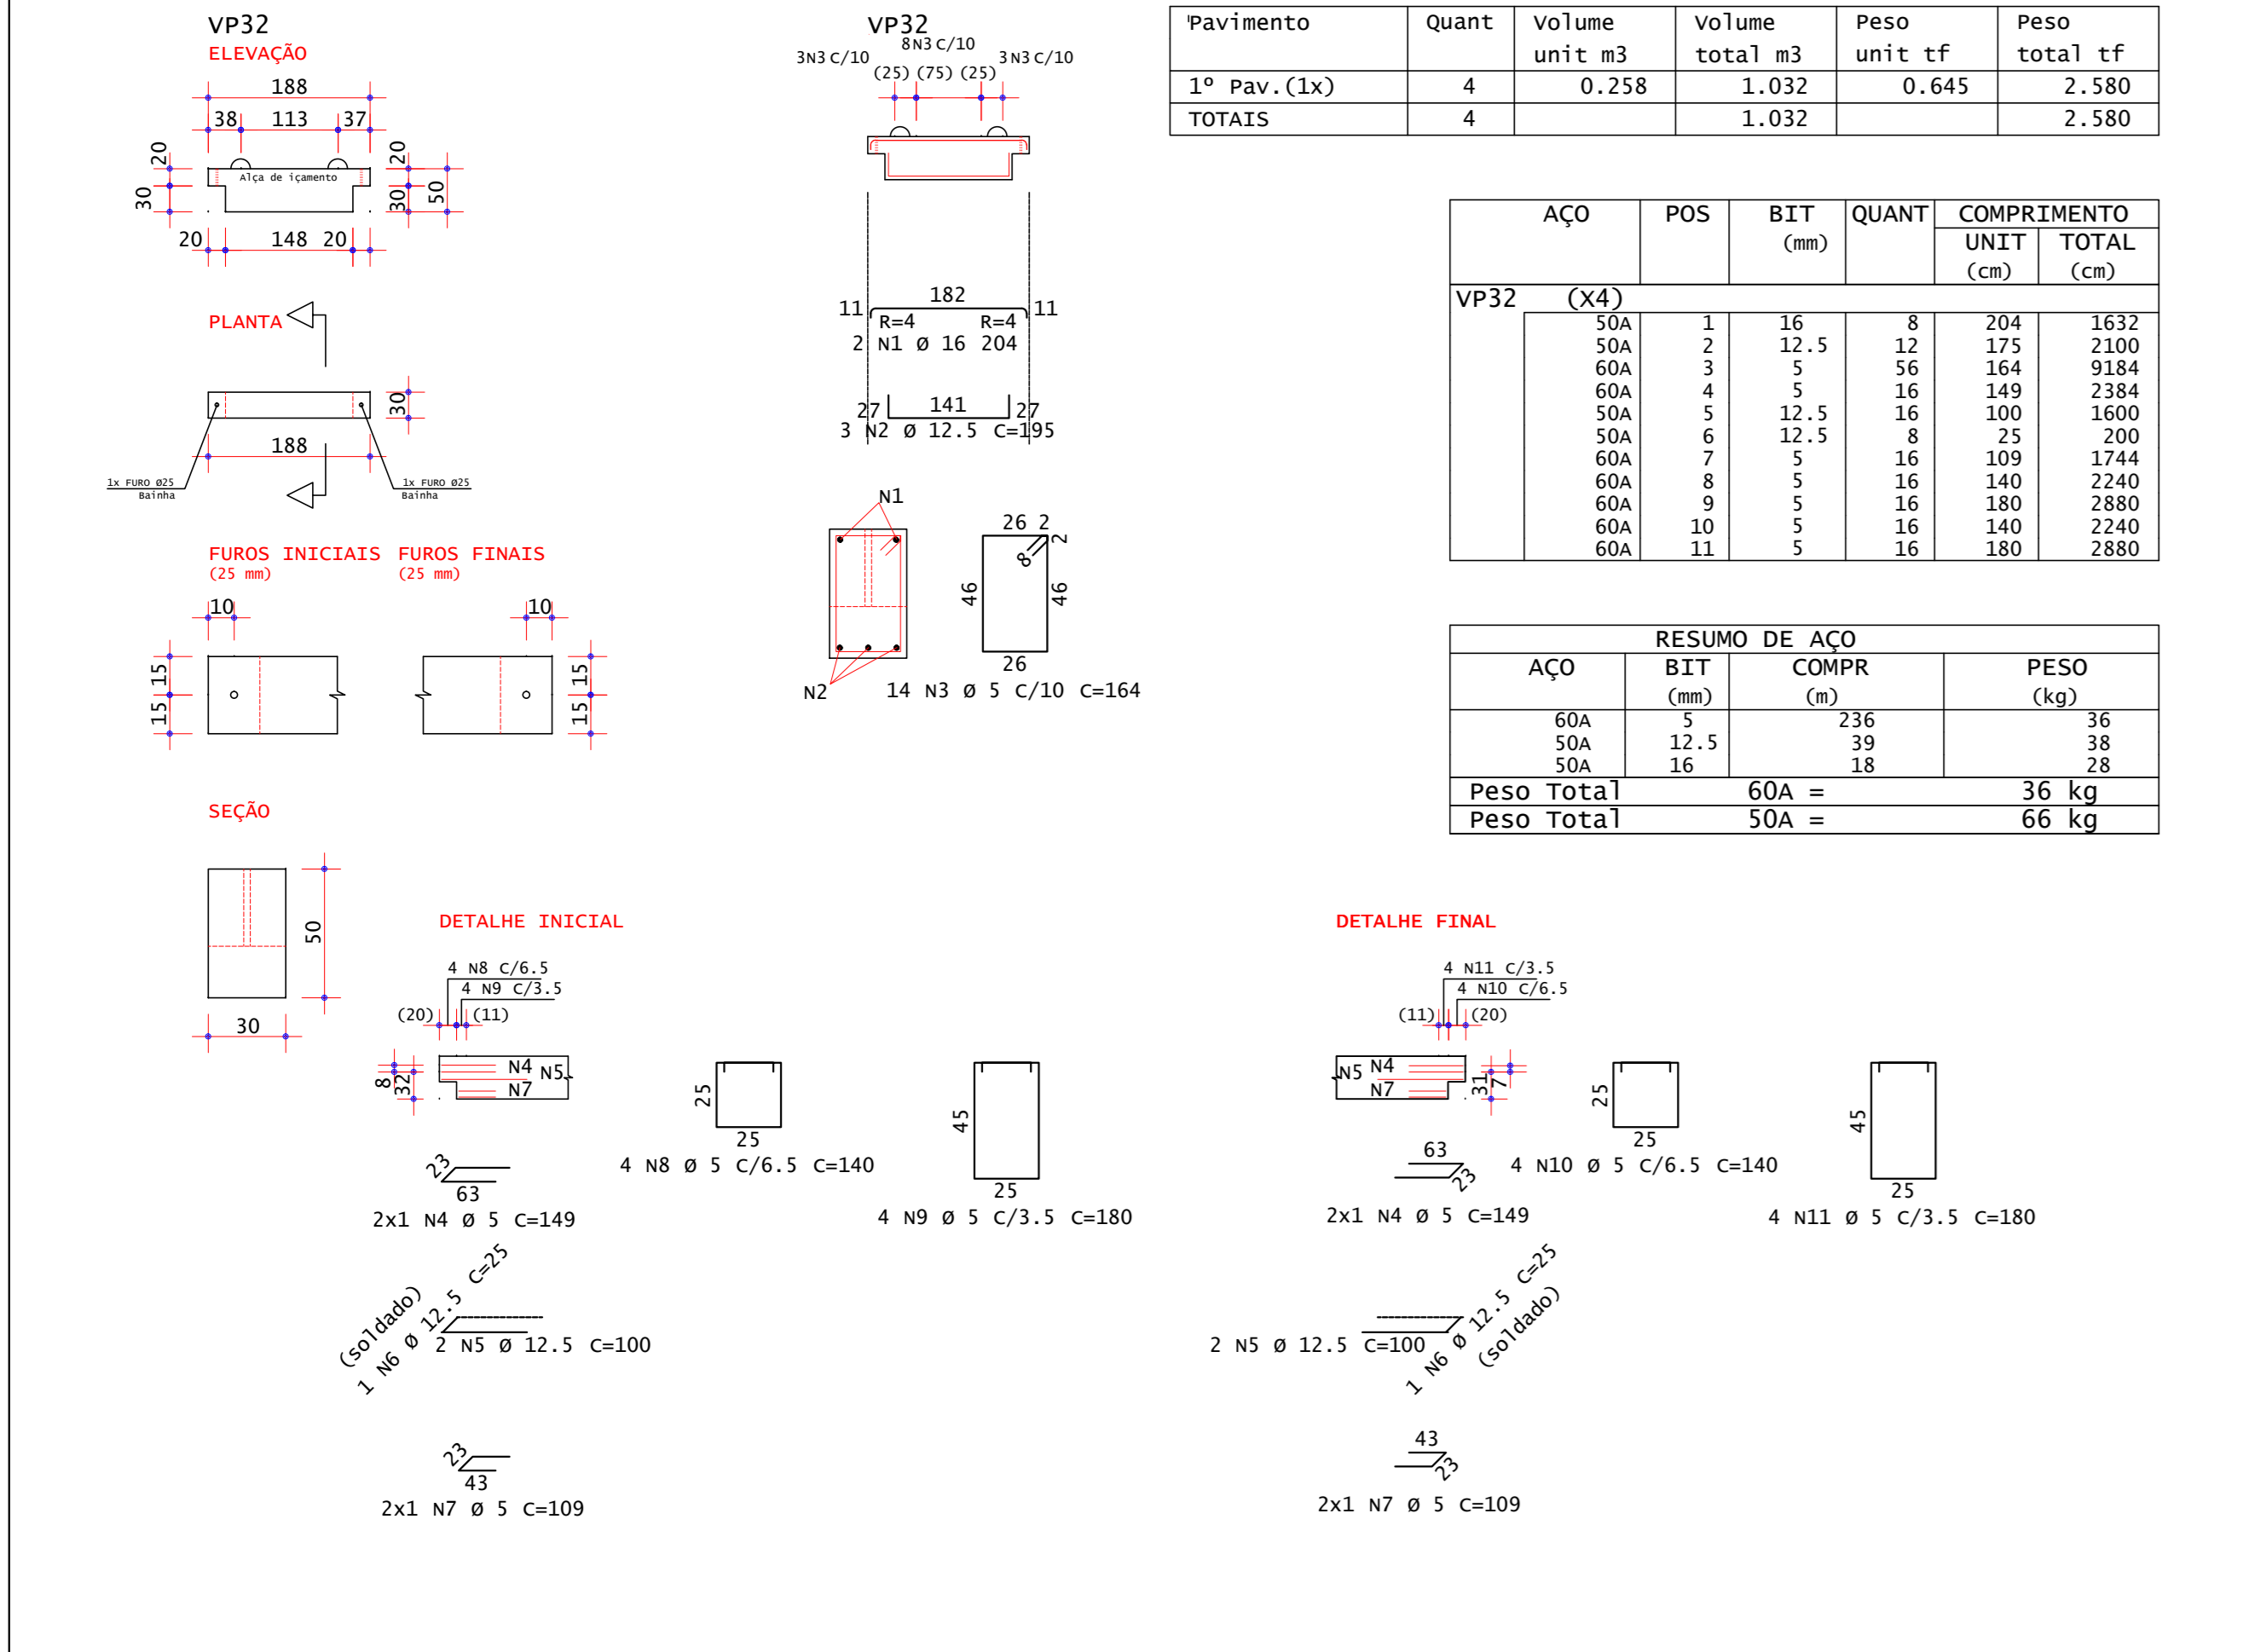 VP32
ELEVAÇÃO
188
38 113 37
20 20
Alça de içamento
30 30 50
20 148 20
PLANTA
30
188
1x FURO Ø25
Bainha
1x FURO Ø25
Bainha
FUROS INICIAIS FUROS FINAIS
(25 mm) (25 mm)
10 10
15 15
15 15
SEÇÃO
50
30
VP32
8N3 C/10
3N3 C/10 3N3 C/10
(25) (75) (25)
182
11 11
R=4 R=4
2 N1 Ø 16 204
141
27 27
3 N2 Ø 12.5 C=195
N1
N2
26 2
2
8
46 46
26
14 N3 Ø 5 C/10 C=164
Pavimento Quant Volume Volume Peso Peso
unit m3 total m3 unit tf total tf
1º Pav.(1x) 4 0.258 1.032 0.645 2.580
TOTAIS 4 1.032 2.580
AÇO POS BIT QUANT COMPRIMENTO
(mm) UNIT TOTAL
(cm) (cm)
VP32 (X4)
50A 1 16 8 204 1632
50A 2 12.5 12 175 2100
60A 3 5 56 164 9184
60A 4 5 16 149 2384
50A 5 12.5 16 100 1600
50A 6 12.5 8 25 200
60A 7 5 16 109 1744
60A 8 5 16 140 2240
60A 9 5 16 180 2880
60A 10 5 16 140 2240
60A 11 5 16 180 2880
RESUMO DE AÇO
AÇO BIT COMPR PESO
(mm) (m) (kg)
60A 5 236 36
50A 12.5 39 38
50A 16 18 28
Peso Total 60A = 36 kg
Peso Total 50A = 66 kg
DETALHE INICIAL
4 N8 C/6.5
4 N9 C/3.5
(20) (11)
N4 N5
N7
8 32
25
25
4 N8 Ø 5 C/6.5 C=140
45
25
4 N9 Ø 5 C/3.5 C=180
23
63
2x1 N4 Ø 5 C=149
(soldado)
1 N6 Ø 12.5 C=25
2 N5 Ø 12.5 C=100
23
43
2x1 N7 Ø 5 C=109
DETALHE FINAL
4 N11 C/3.5
4 N10 C/6.5
(11) (20)
N5 N4
N7
31 7
25
25
4 N10 Ø 5 C/6.5 C=140
45
25
4 N11 Ø 5 C/3.5 C=180
63
23
2x1 N4 Ø 5 C=149
1 N6 Ø 12.5 C=25
(soldado)
2 N5 Ø 12.5 C=100
43
23
2x1 N7 Ø 5 C=109